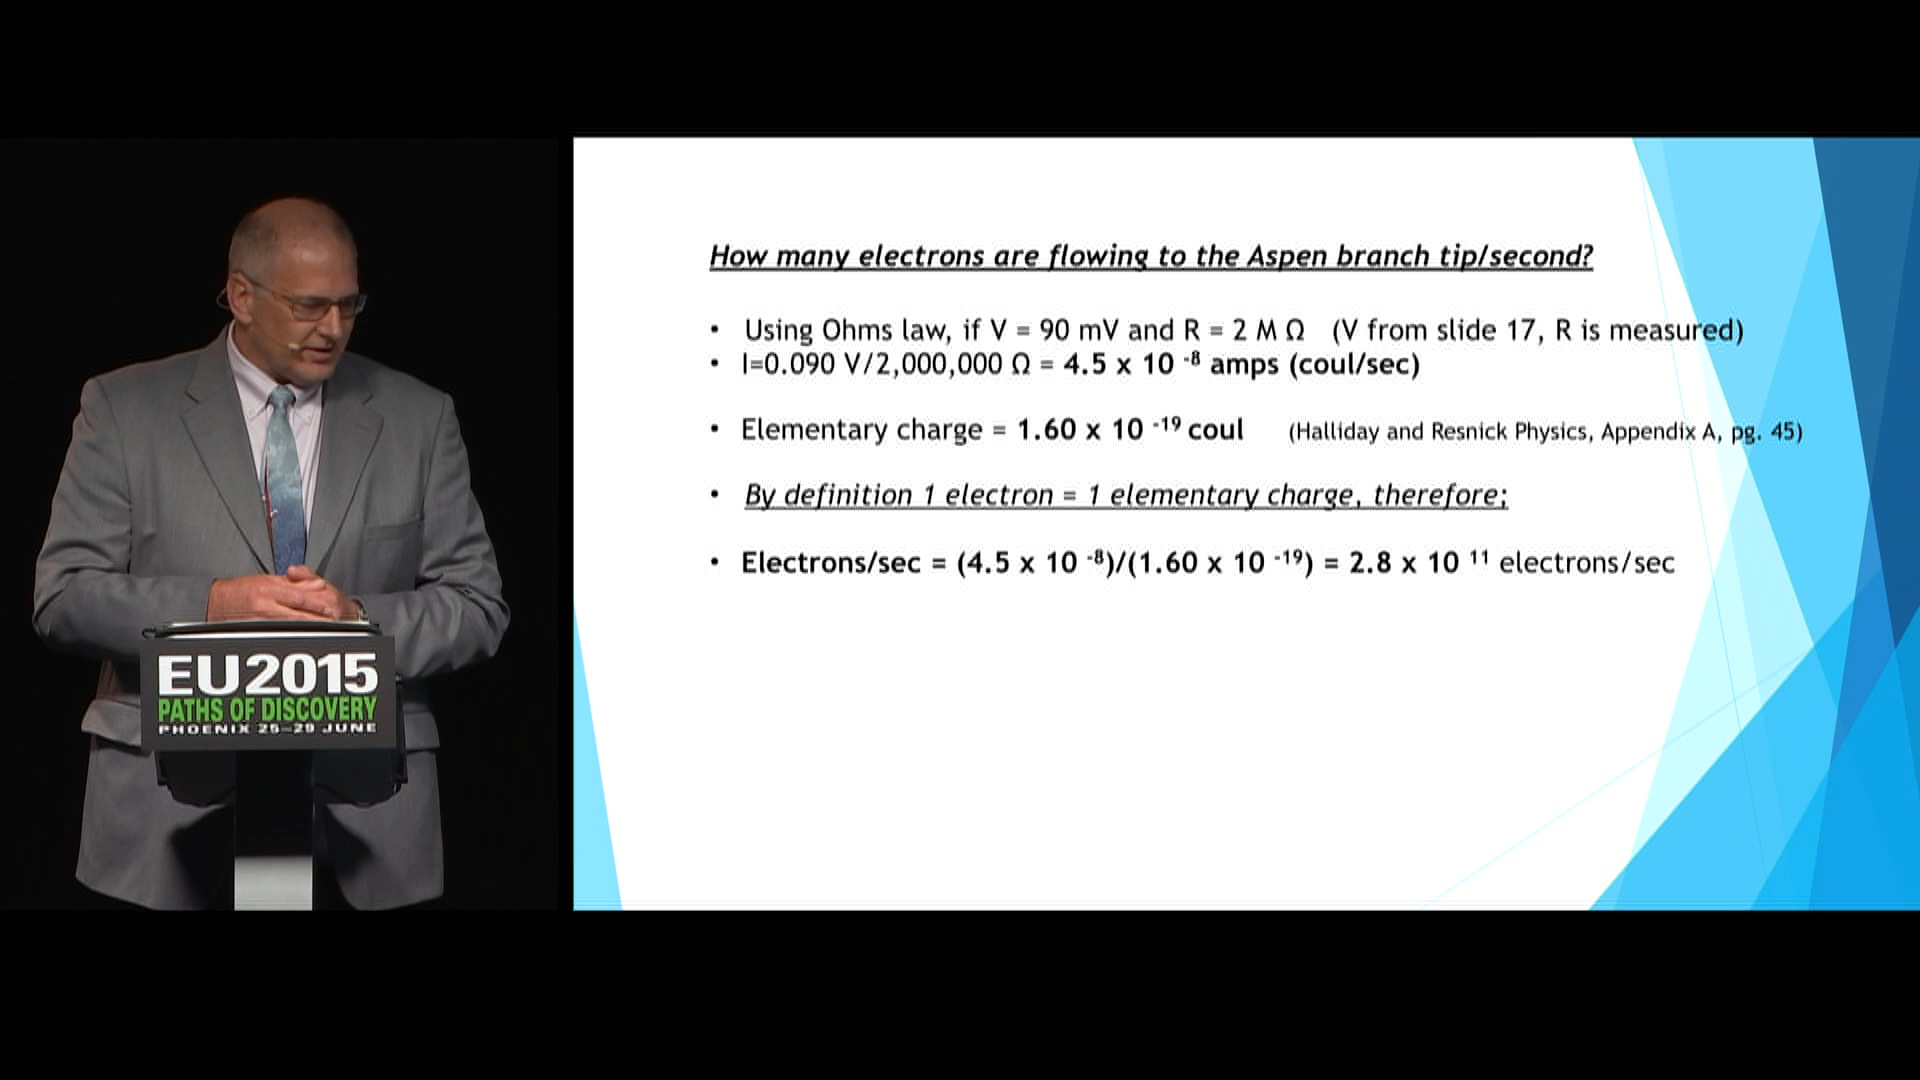 How many electrons are flowing to the Aspen branch tip/second?
• Using Ohms law, if V = 90 mV and R = 2 M Ω (V from slide 17, R is measured)
• I=0.090 V/2,000,000 Ω = 4.5 x 10 -8 amps (coul/sec)
• Elementary charge = 1.60 x 10 -19 coul (Halliday and Resnick Physics, Appendix A, pg. 45)
• By definition 1 electron = 1 elementary charge, therefore;
• Electrons/sec = (4.5 x 10 -8)/(1.60 x 10 -19) = 2.8 x 10 11 electrons/sec
EU2015
PATHS OF DISCOVERY
PHOENIX 25-29 JUNE